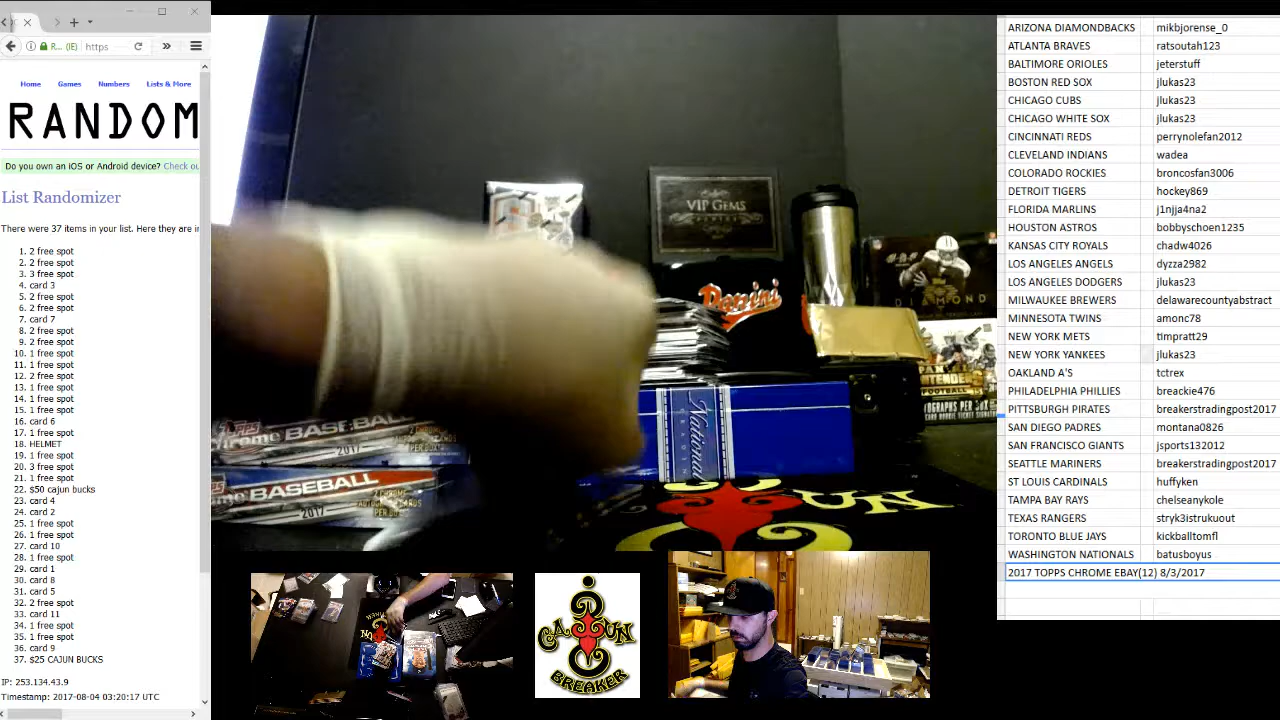 R... (IE) https
Home Games Numbers Lists & More
RANDOM
Do you own an iOS or Android device? Check ou
List Randomizer
There were 37 items in your list. Here they are i
1. 2 free spot
2. 2 free spot
3. 3 free spot
4. card 3
5. 2 free spot
6. 2 free spot
7. card 7
8. 2 free spot
9. 2 free spot
10. 1 free spot
11. 1 free spot
12. 2 free spot
13. 1 free spot
14. 1 free spot
15. 1 free spot
16. card 6
17. 1 free spot
18. HELMET
19. 1 free spot
20. 3 free spot
21. 1 free spot
22. $50 cajun bucks
23. card 4
24. card 2
25. 1 free spot
26. 1 free spot
27. card 10
28. 1 free spot
29. card 1
30. card 8
31. card 5
32. 2 free spot
33. card 11
34. 1 free spot
35. 1 free spot
36. card 9
37. $25 CAJUN BUCKS
IP: 253.134.43.9
Timestamp: 2017-08-04 03:20:17 UTC
VIP GEMS
Panini
DIAMOND
FOOTBALL
National
BASEBALL
2017
BASEBALL
2017
CAJUN
BREAKER
ARIZONA DIAMONDBACKS mikbjorense_0
ATLANTA BRAVES ratsoutah123
BALTIMORE ORIOLES jeterstuff
BOSTON RED SOX jlukas23
CHICAGO CUBS jlukas23
CHICAGO WHITE SOX jlukas23
CINCINNATI REDS perrynolefan2012
CLEVELAND INDIANS wadea
COLORADO ROCKIES broncosfan3006
DETROIT TIGERS hockey869
FLORIDA MARLINS j1njja4na2
HOUSTON ASTROS bobbyschoen1235
KANSAS CITY ROYALS chadw4026
LOS ANGELES ANGELS dyzza2982
LOS ANGELES DODGERS jlukas23
MILWAUKEE BREWERS delawarecountyabstract
MINNESOTA TWINS amonc78
NEW YORK METS timpratt29
NEW YORK YANKEES jlukas23
OAKLAND A'S tctrex
PHILADELPHIA PHILLIES breackie476
PITTSBURGH PIRATES breakerstradingpost2017
SAN DIEGO PADRES montana0826
SAN FRANCISCO GIANTS jsports132012
SEATTLE MARINERS breakerstradingpost2017
ST LOUIS CARDINALS huffyken
TAMPA BAY RAYS chelseanykole
TEXAS RANGERS stryk3istrukuout
TORONTO BLUE JAYS kickballtomfl
WASHINGTON NATIONALS batusboyus
2017 TOPPS CHROME EBAY(12) 8/3/2017